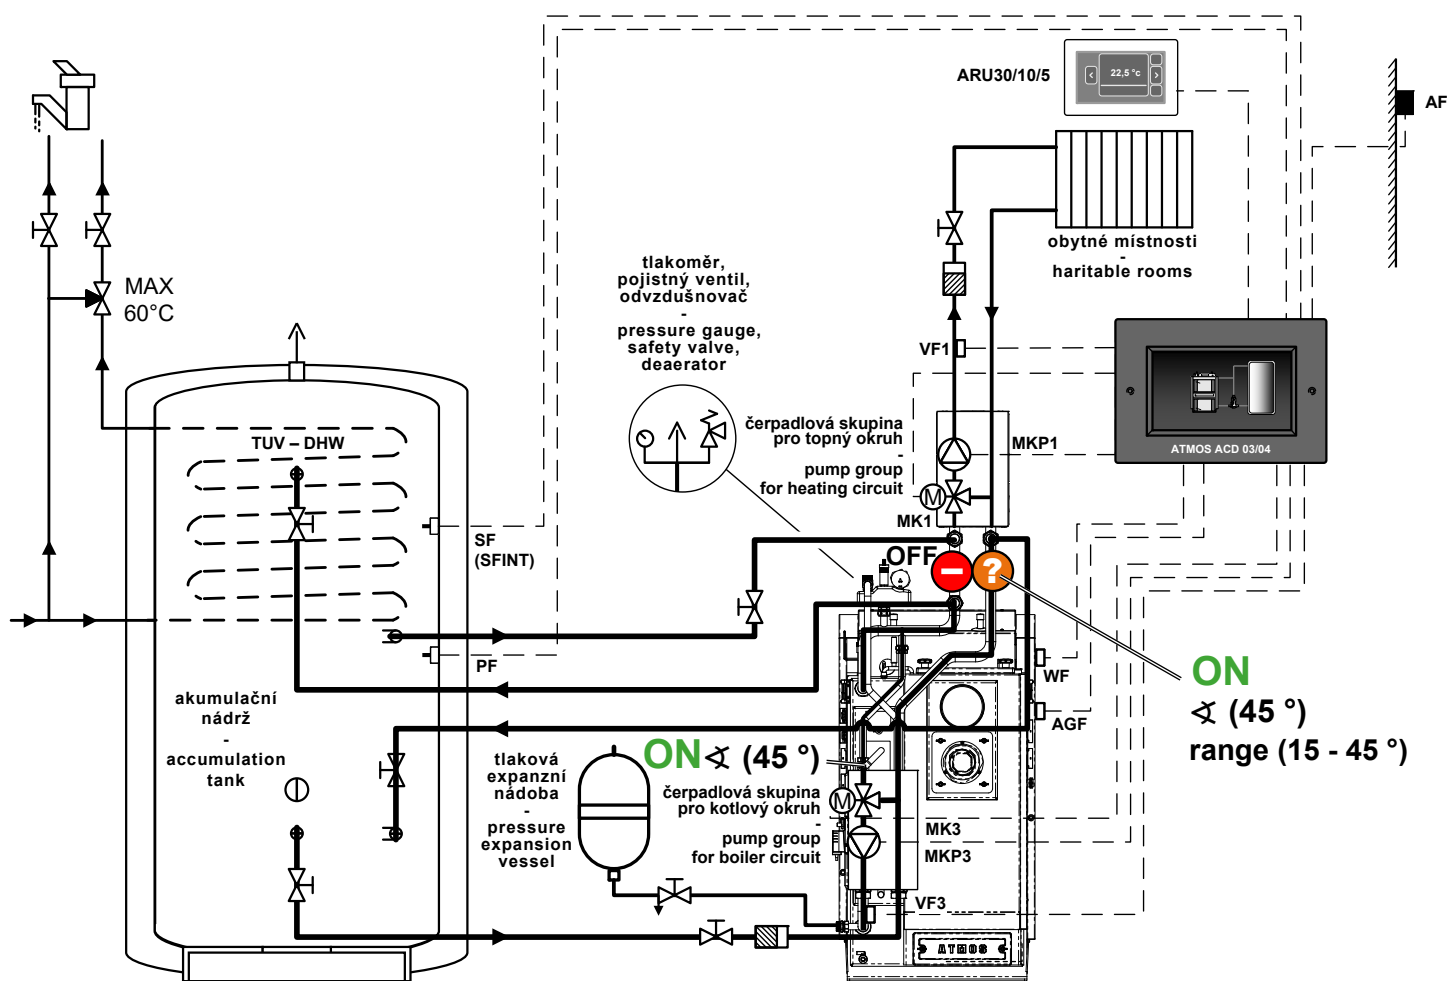 ARU30/10/5
22,5 °c
AF
obytné místnosti
-
haritable rooms
MAX
60°C
tlakoměr,
pojistný ventil,
odvzdušnovač
-
pressure gauge,
safety valve,
deaerator
VF1
čerpadlová skupina
pro topný okruh
-
pump group
for heating circuit
MKP1
M
MK1
ATMOS ACD 03/04
TUV – DHW
SF
(SFINT)
OFF
?
PF
WF
AGF
ON
∢ (45 °)
range (15 - 45 °)
akumulační
nádrž
-
accumulation
tank
tlaková
expanzní
nádoba
-
pressure
expansion
vessel
ON ∢ (45 °)
čerpadlová skupina
pro kotlový okruh
-
pump group
for boiler circuit
M
MK3
MKP3
VF3
ATMOS